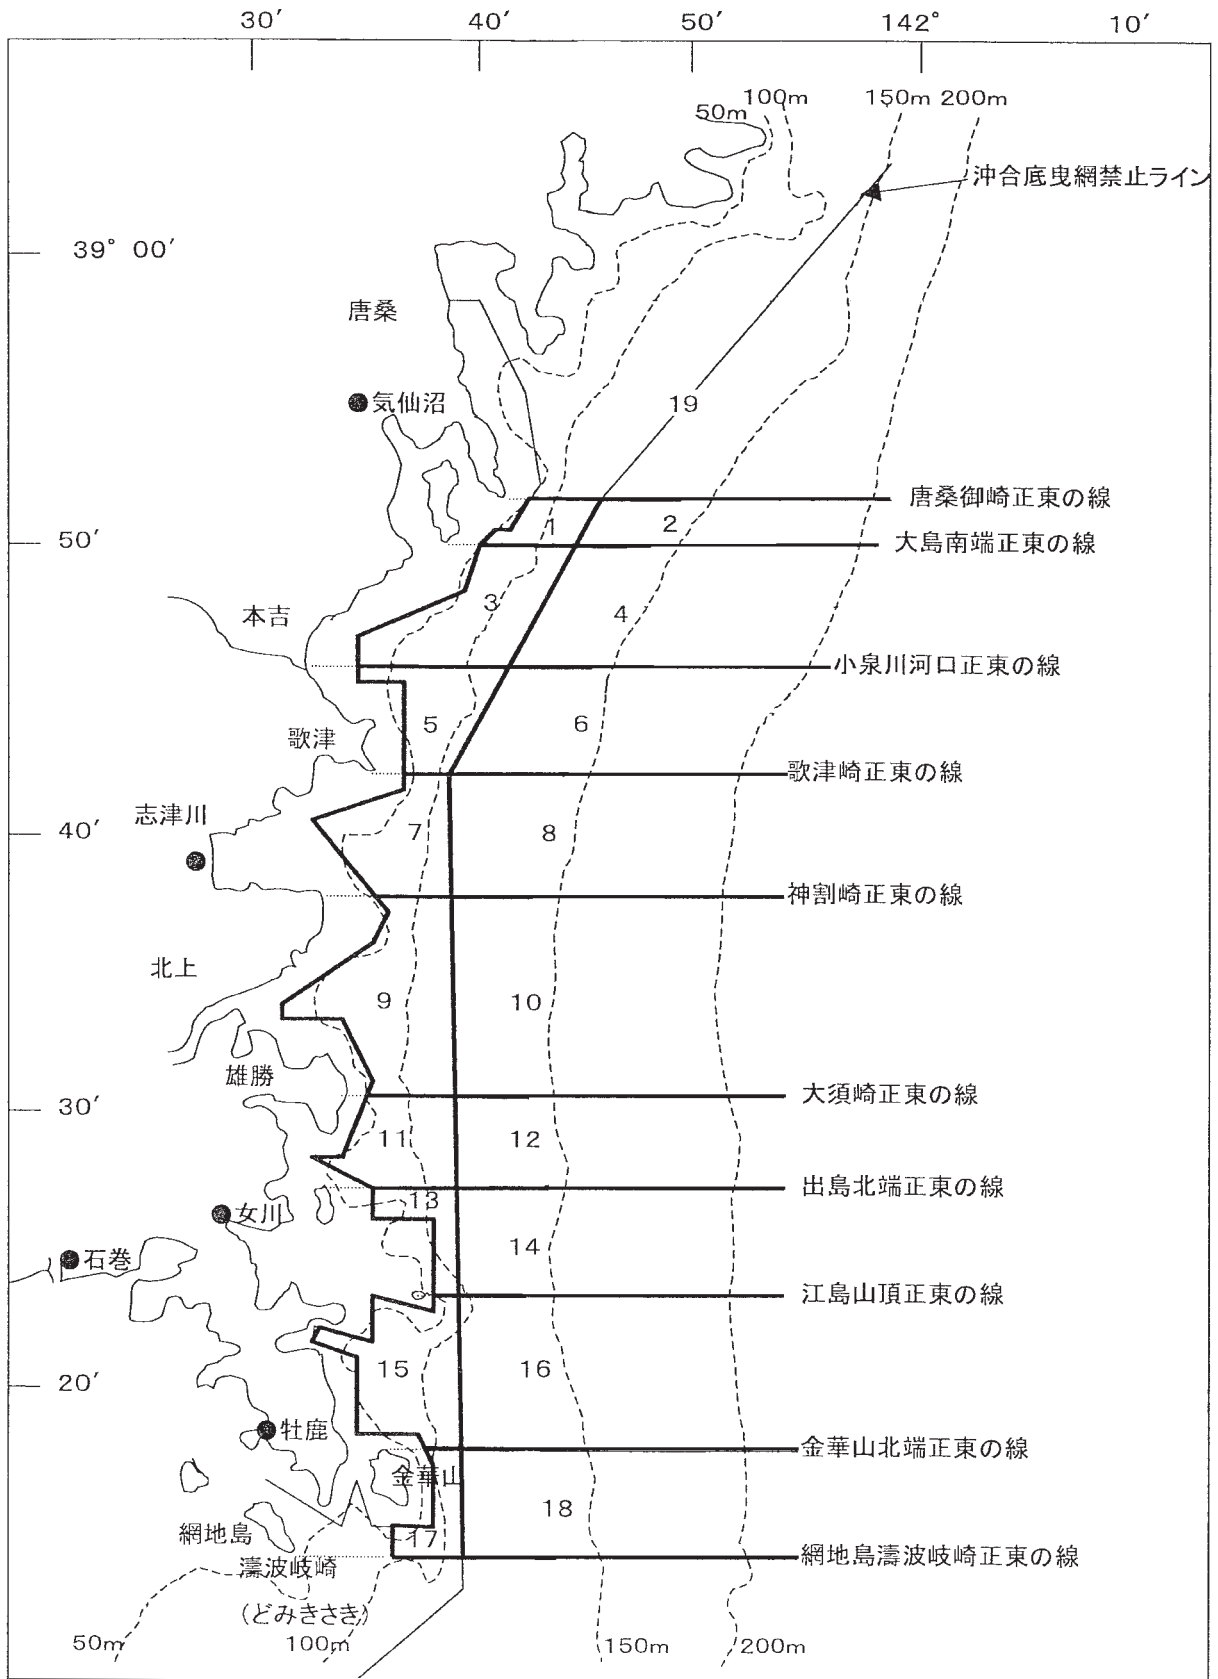 30′ 40′ 50′ 142° 10′
100m 150m 200m
50m
沖合底曳網禁止ライン
39° 00′
唐桑
気仙沼
19
唐桑御崎正東の線
1 2
50′
大島南端正東の線
3 4
本吉
小泉川河口正東の線
5 6
歌津
歌津崎正東の線
志津川
40′
7 8
神割崎正東の線
北上
9 10
雄勝
大須崎正東の線
30′
11 12
出島北端正東の線
13
女川
14
石巻
江島山頂正東の線
15 16
20′
牡鹿
金華山北端正東の線
金華山
18
網地島
17
網地島濤波岐崎正東の線
濤波岐崎
(どみきさき)
50m 100m 150m 200m